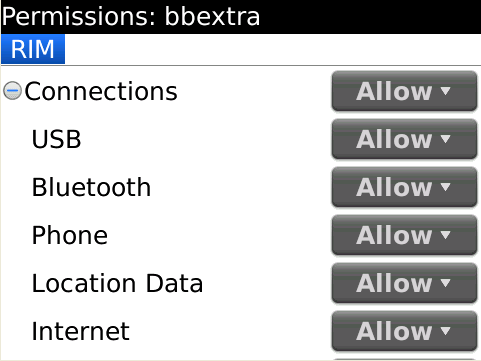 Permissions: bbextra
RIM
Connections Allow
USB Allow
Bluetooth Allow
Phone Allow
Location Data Allow
Internet Allow